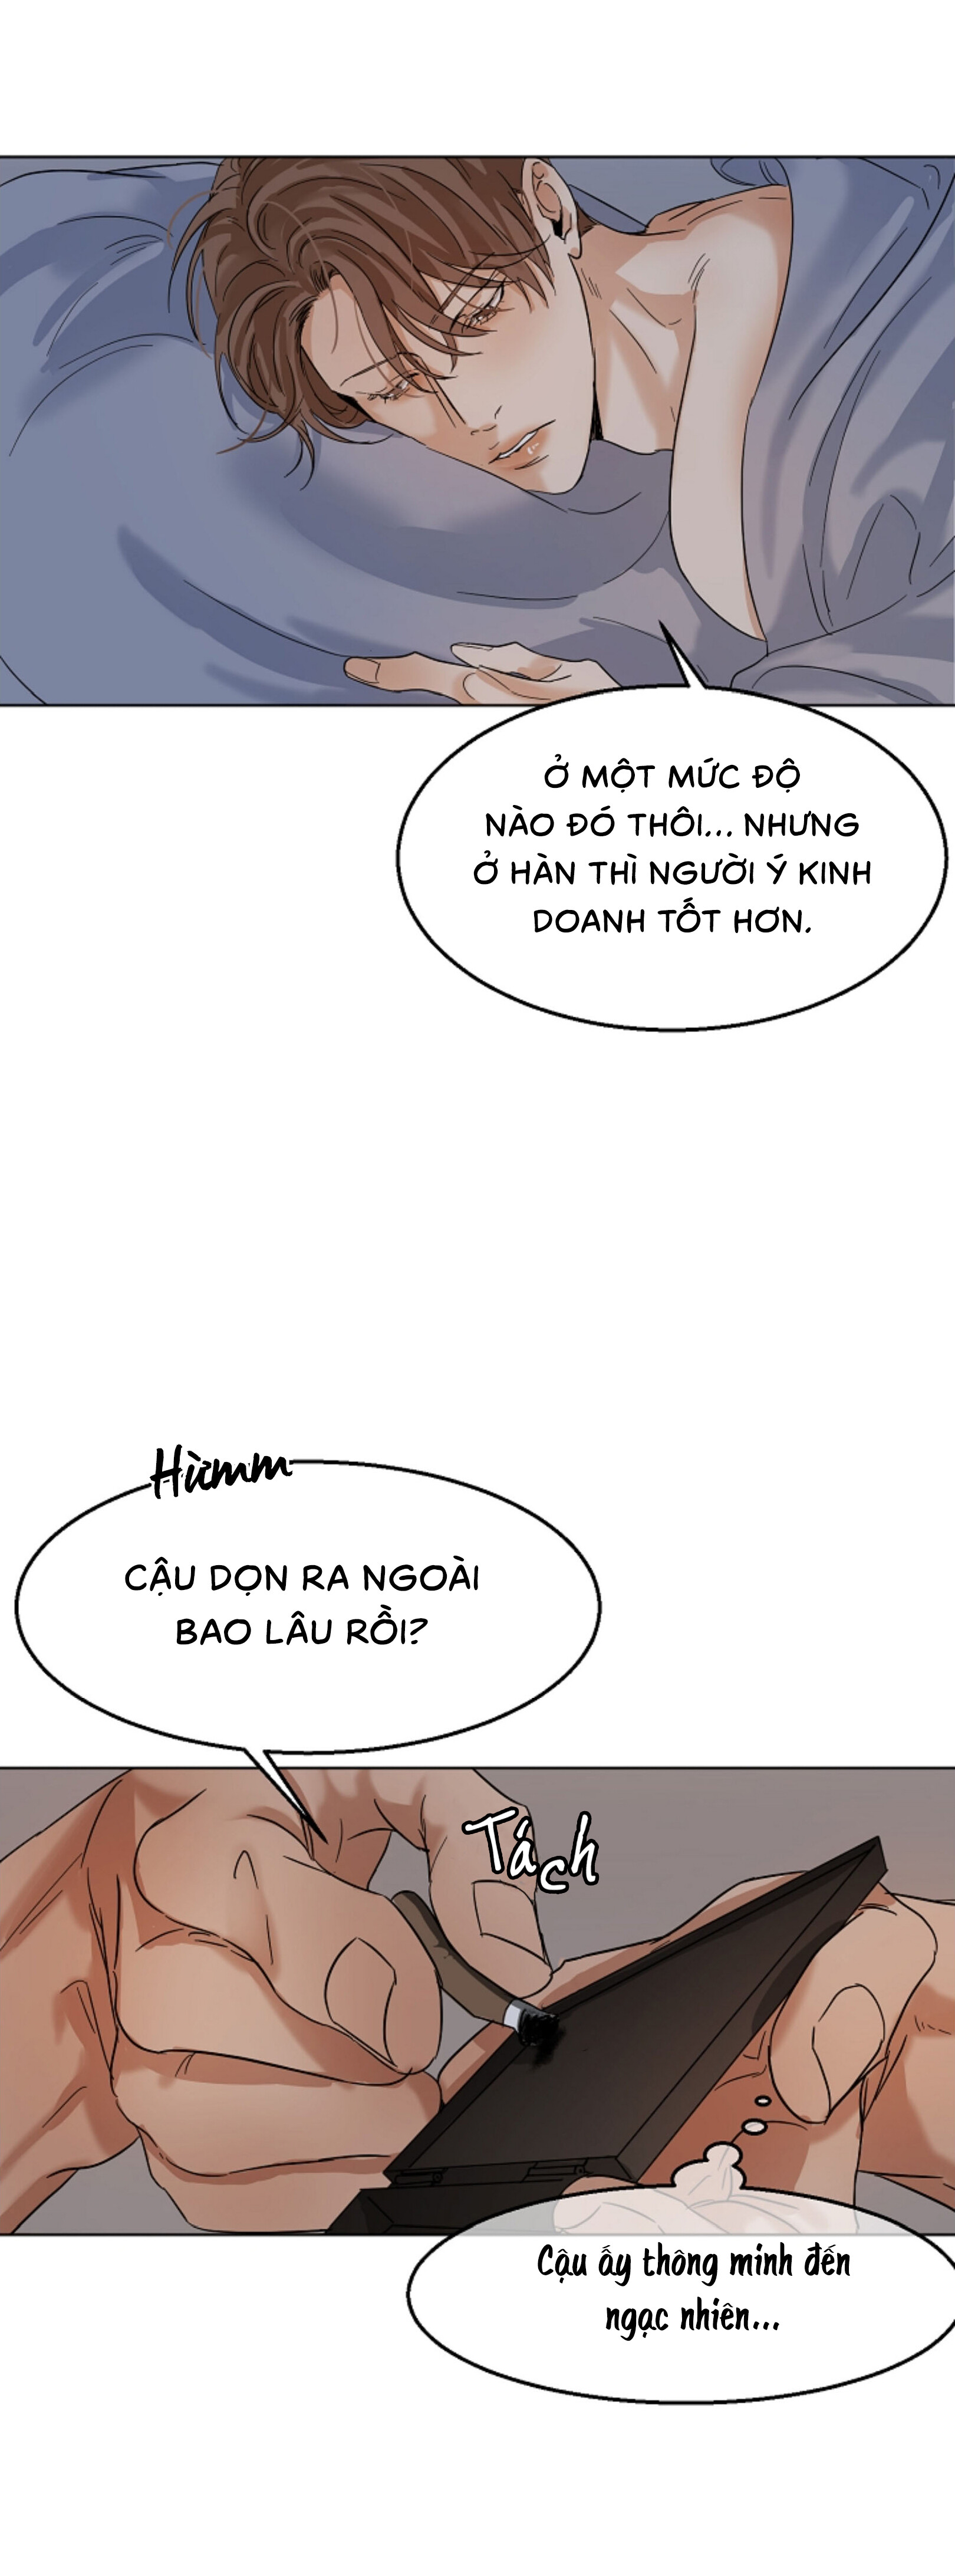 Ở MỘT MỨC ĐỘ
NÀO ĐÓ THÔI... NHƯNG
Ở HÀN THÌ NGƯỜI Ý KINH
DOANH TỐT HƠN.
Hừmm
CẬU DỌN RA NGOÀI
BAO LÂU RỒI?
Tách
Cậu ấy thông minh đến
ngạc nhiên...